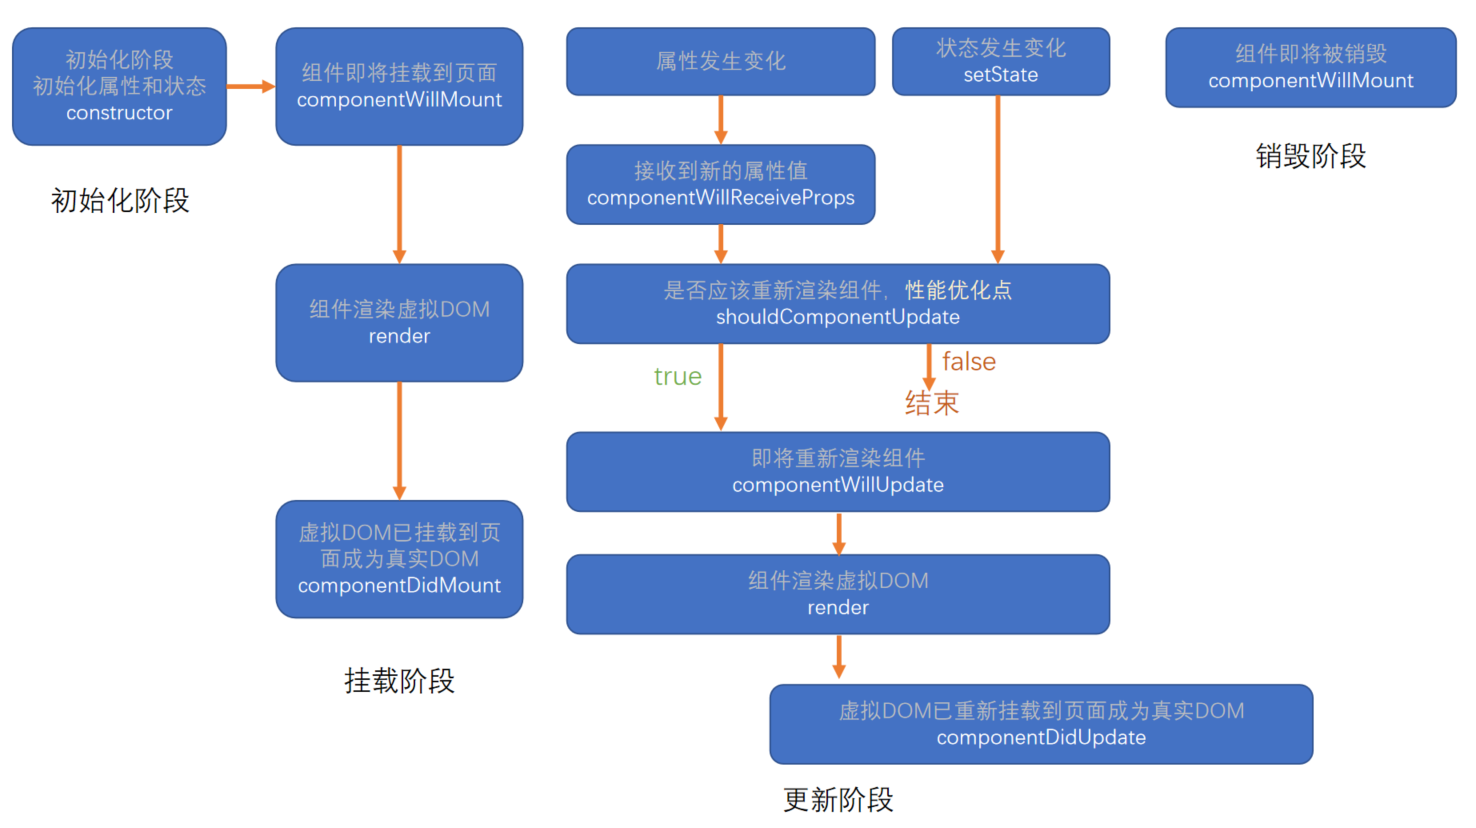 初始化阶段
初始化属性和状态
constructor
初始化阶段
组件即将挂载到页面
componentWillMount
组件渲染虚拟DOM
render
虚拟DOM已挂载到页
面成为真实DOM
componentDidMount
挂载阶段
属性发生变化
状态发生变化
setState
接收到新的属性值
componentWillReceiveProps
是否应该重新渲染组件，性能优化点
shouldComponentUpdate
true
false
结束
即将重新渲染组件
componentWillUpdate
组件渲染虚拟DOM
render
虚拟DOM已重新挂载到页面成为真实DOM
componentDidUpdate
更新阶段
组件即将被销毁
componentWillMount
销毁阶段